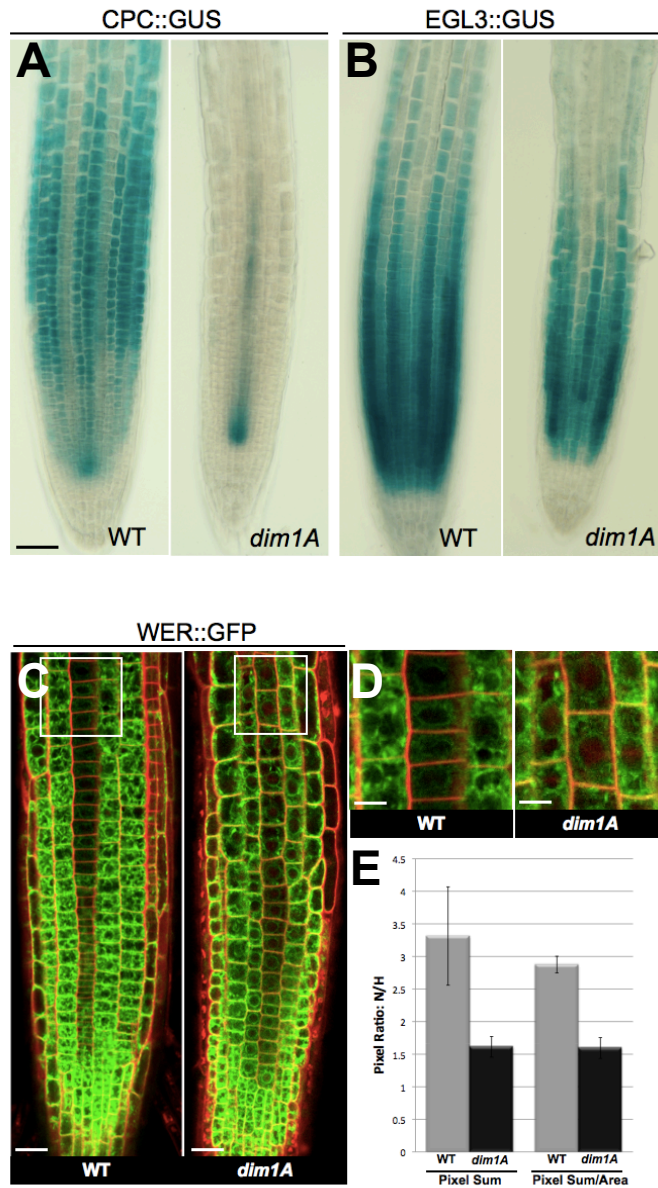 CPC::GUS
EGL3::GUS
A
B
WT
dim1A
WT
dim1A
WER::GFP
C
D
WT
dim1A
WT
dim1A
E
4.5
4
3.5
3
2.5
2
1.5
1
0.5
0
Pixel Ratio: N/H
WT dim1A WT dim1A
Pixel Sum Pixel Sum/Area